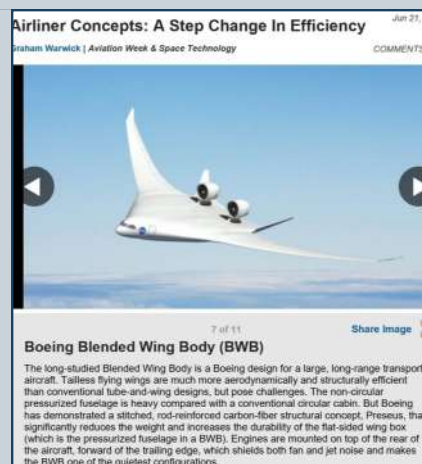 Airliner Concepts: A Step Change In Efficiency
Jun 21,
Graham Warwick | Aviation Week & Space Technology
COMMENTS
7 of 11
Share Image
Boeing Blended Wing Body (BWB)
The long-studied Blended Wing Body is a Boeing design for a large, long-range transport
aircraft. Tailless flying wings are much more aerodynamically and structurally efficient
than conventional tube-and-wing designs, but pose challenges. The non-circular
pressurized fuselage is heavy compared with a conventional circular cabin. But Boeing
has demonstrated a stitched, rod-reinforced carbon-fiber structural concept, Preseus, tha
significantly reduces the weight and increases the durability of the flat-sided wing box
(which is the pressurized fuselage in a BWB). Engines are mounted on top of the rear of
the aircraft, forward of the trailing edge, which shields both fan and jet noise and makes
the BWB one of the quietest configurations.